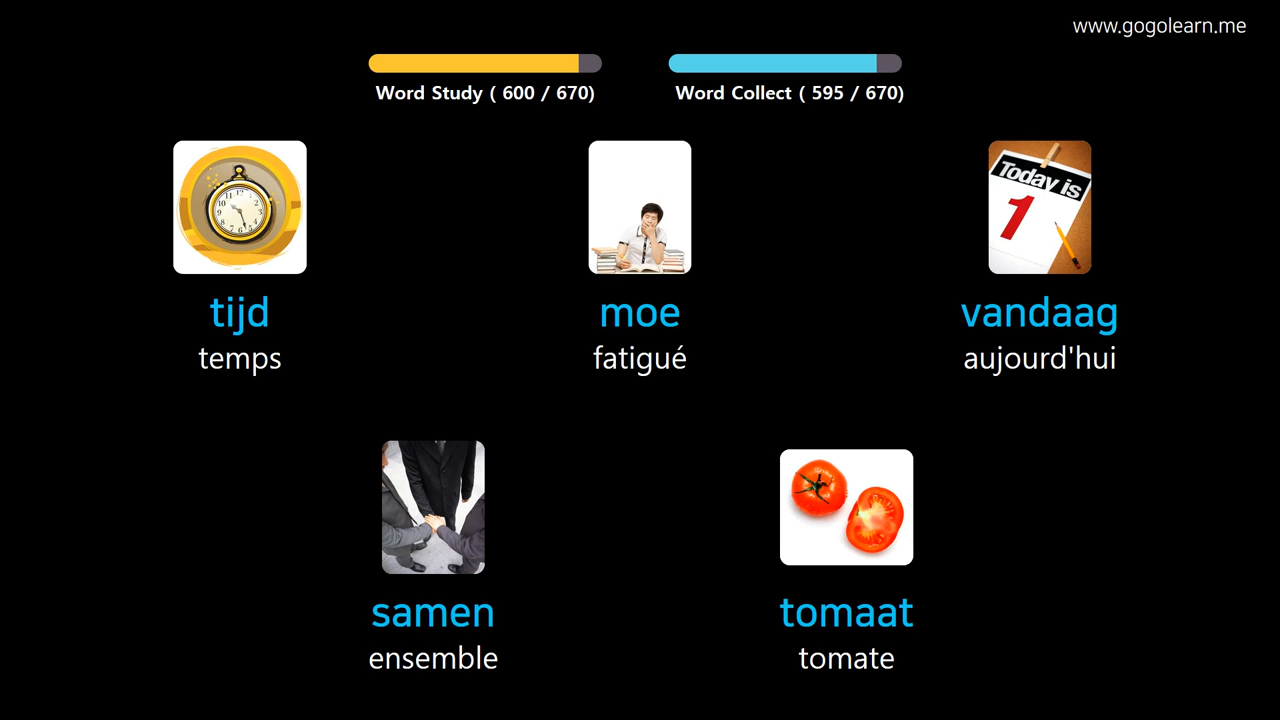 www.gogolearn.me
Word Study ( 600 / 670)
Word Collect ( 595 / 670)
Today is
1
tijd
temps
moe
fatigué
vandaag
aujourd'hui
samen
ensemble
tomaat
tomate